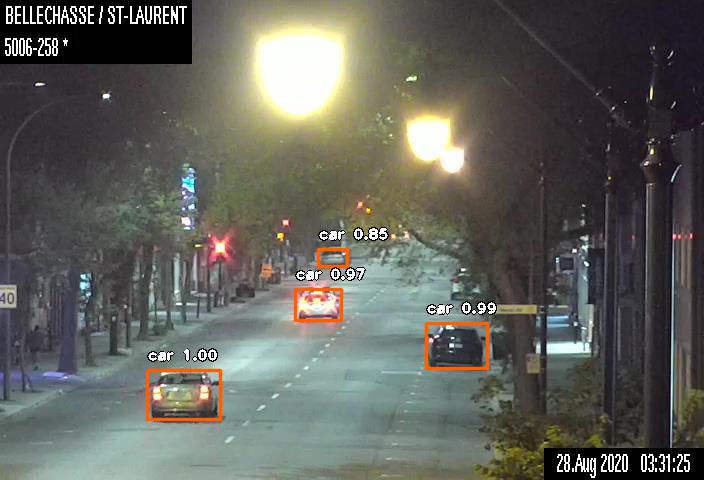 BELLECHASSE / ST-LAURENT
5006-258 *
car 0.85
car 0.97
40
car 0.99
car 1.00
28.Aug 2020 03:31:25